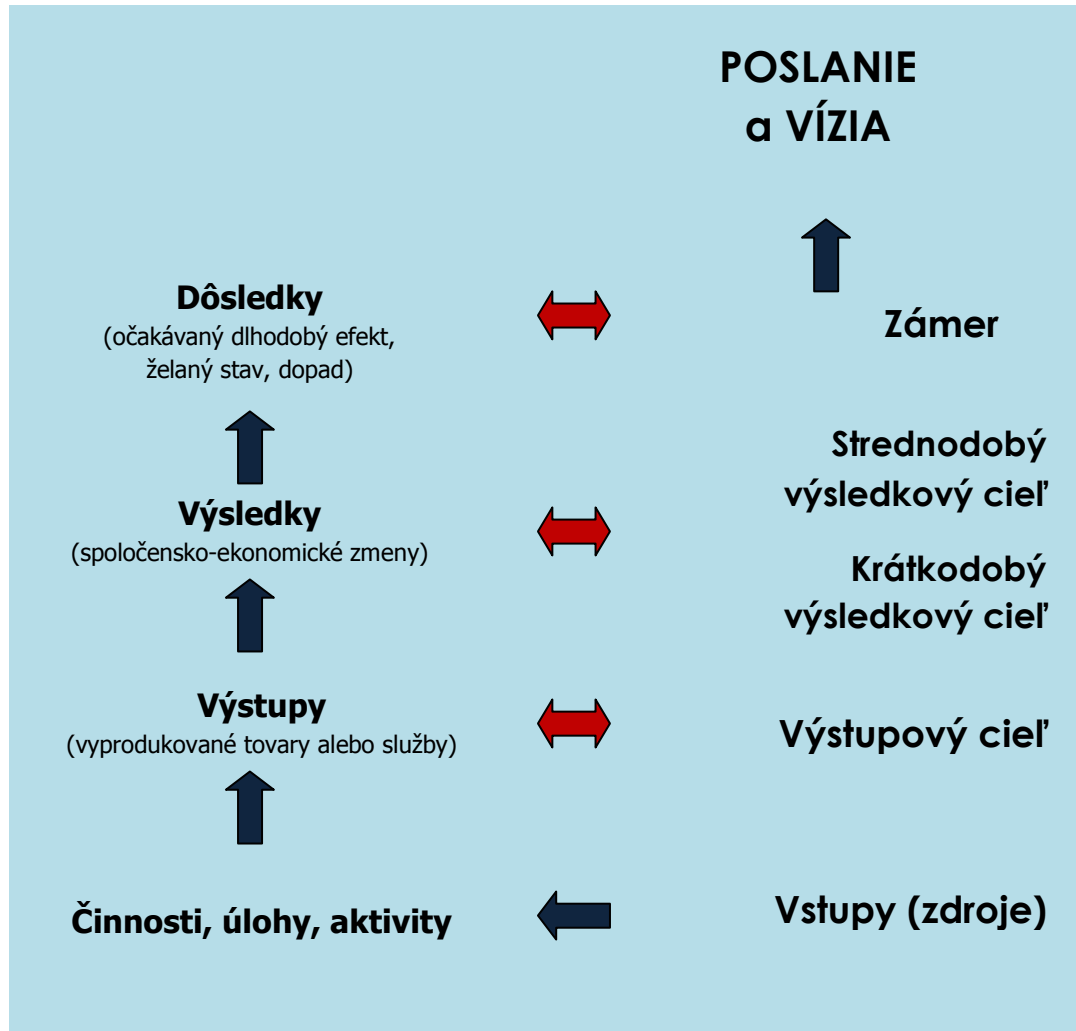 POSLANIE
a VÍZIA
Dôsledky
(očakávaný dlhodobý efekt,
želaný stav, dopad)
Zámer
Strednodobý
výsledkový cieľ
Výsledky
(spoločensko-ekonomické zmeny)
Krátkodobý
výsledkový cieľ
Výstupy
(vyprodukované tovary alebo služby)
Výstupový cieľ
Činnosti, úlohy, aktivity
Vstupy (zdroje)